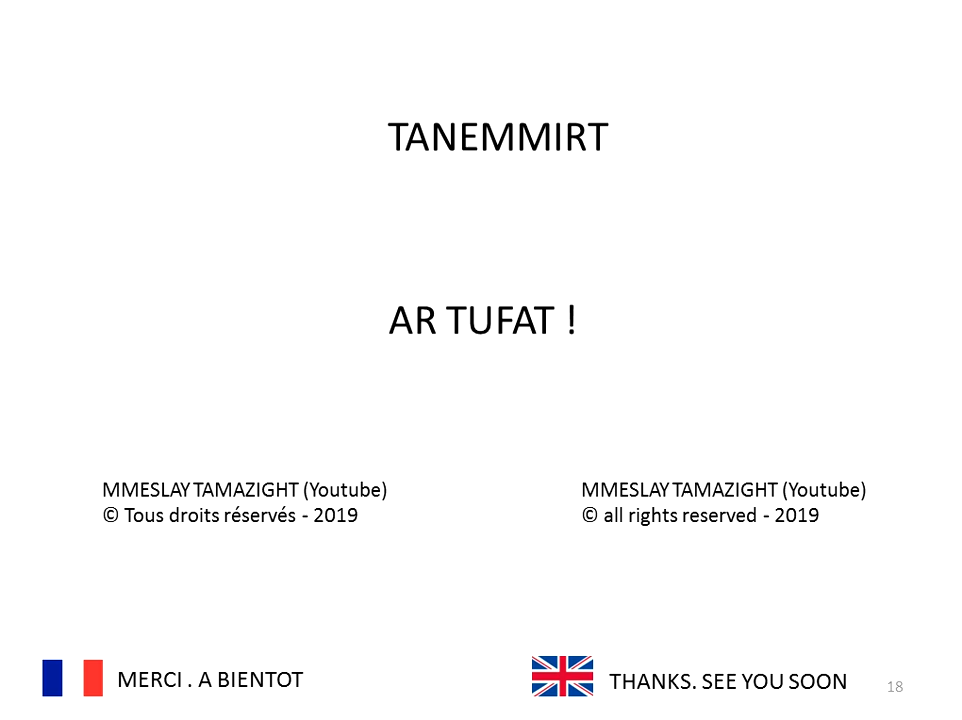 TANEMMIRT
AR TUFAT !
MMESLAY TAMAZIGHT (Youtube)
© Tous droits réservés - 2019
MMESLAY TAMAZIGHT (Youtube)
© all rights reserved - 2019
MERCI . A BIENTOT
THANKS. SEE YOU SOON
18